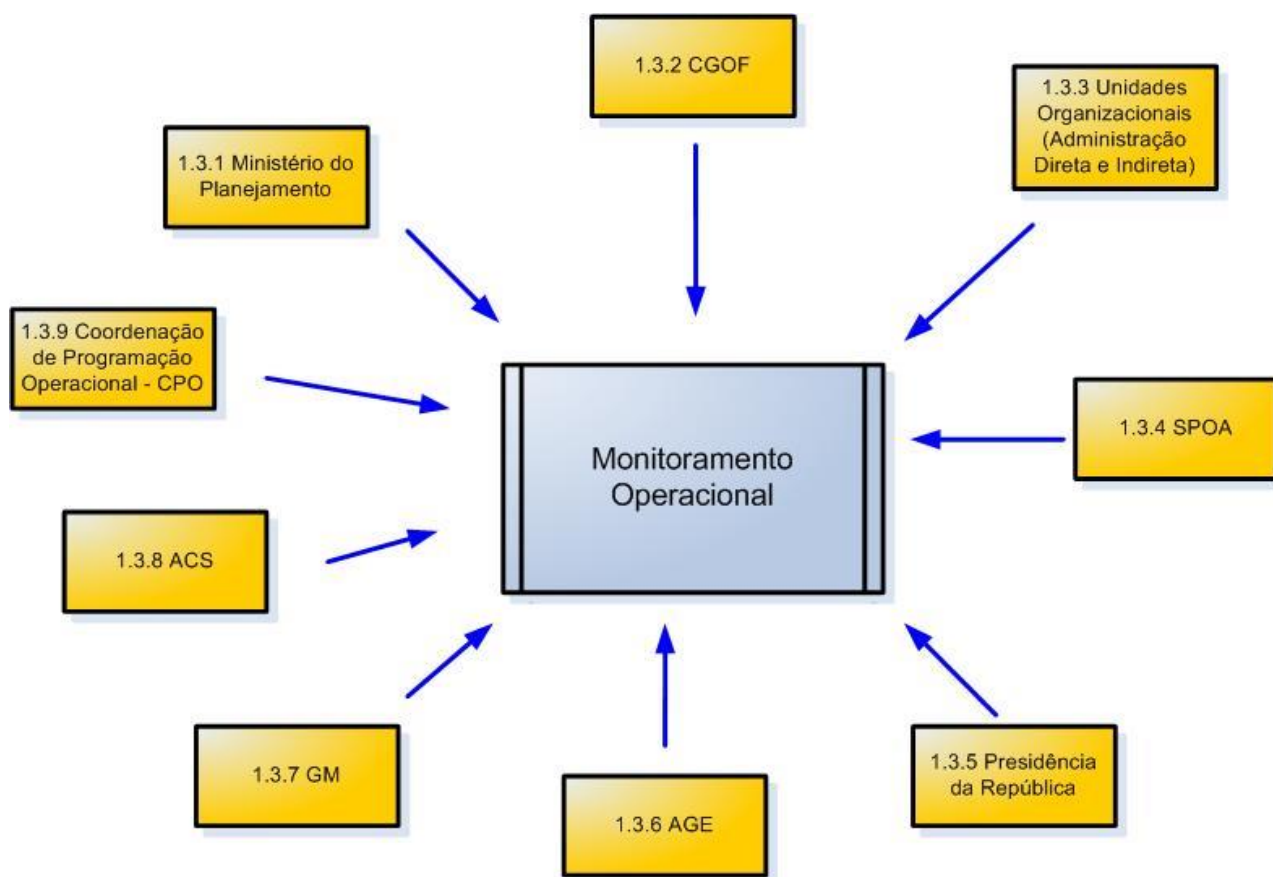 1.3.2 CGOF
1.3.3 Unidades
Organizacionais
(Administração
Direta e Indireta)
1.3.1 Ministério do
Planejamento
1.3.9 Coordenação
de Programação
Operacional - CPO
Monitoramento
Operacional
1.3.4 SPOA
1.3.8 ACS
1.3.7 GM
1.3.6 AGE
1.3.5 Presidência
da República